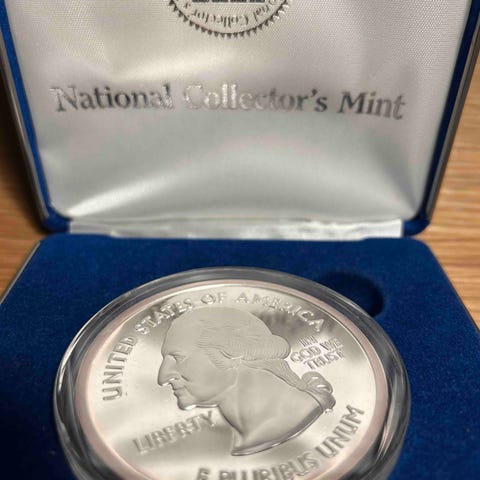 National Collector's Mint
UNITED STATES OF AMERICA
IN
GOD WE
TRUST
LIBERTY
E PLURIBUS UNUM